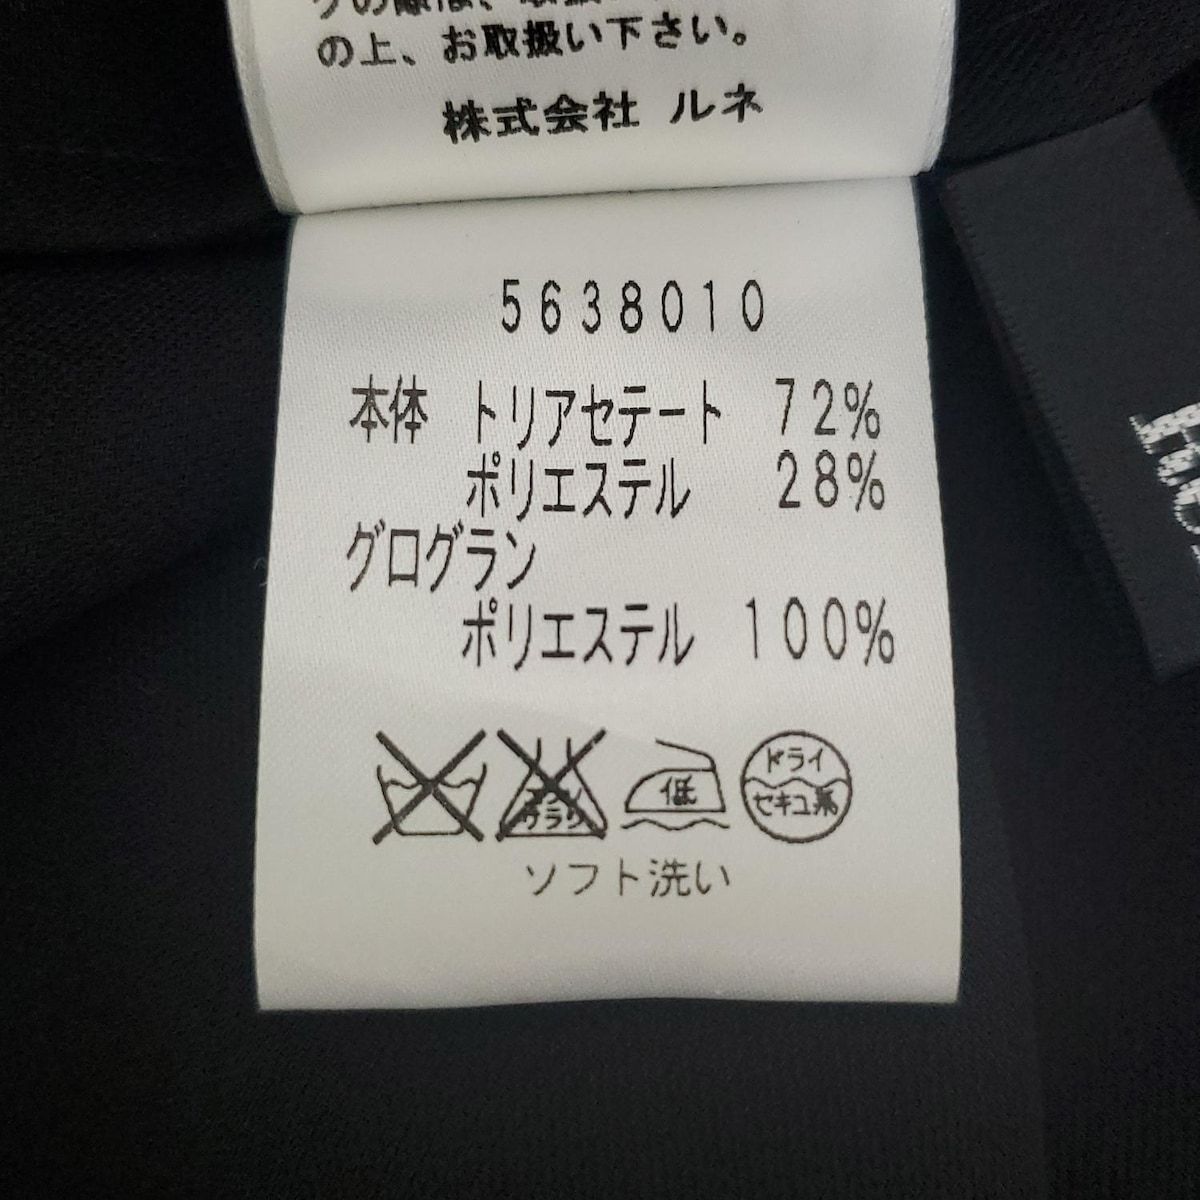 の上、お取扱い下さい。
株式会社 ルネ
5638010
本体 トリアセテート 72%
ポリエステル 28%
グログラン
ポリエステル 100%
低
ドライ
セキユ系
ソフト洗い